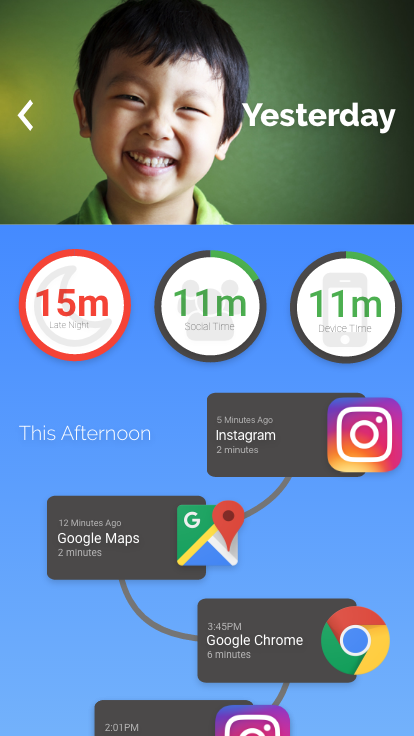 Yesterday
15m
Late Night
11m
Social Time
11m
Device Time
This Afternoon
5 Minutes Ago
Instagram
2 minutes
12 Minutes Ago
Google Maps
2 minutes
G
3:45PM
Google Chrome
6 minutes
2:01PM